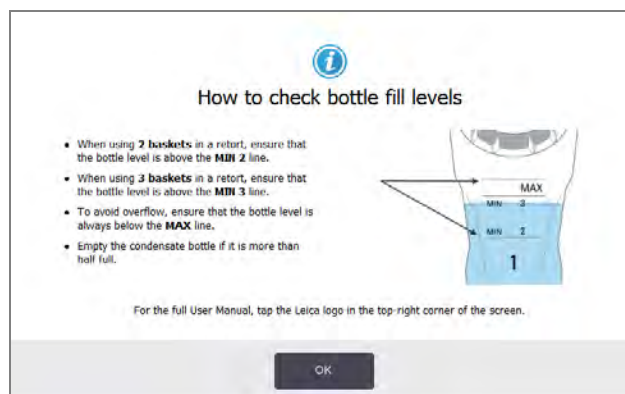 How to check bottle fill levels
• When using 2 baskets in a retort, ensure that
the bottle level is above the MIN 2 line.
• When using 3 baskets in a retort, ensure that
the bottle level is above the MIN 3 line.
• To avoid overflow, ensure that the bottle level is
always below the MAX line.
• Empty the condensate bottle if it is more than
half full.
MAX
MIN 3
MIN 2
1
For the full User Manual, tap the Leica logo in the top-right corner of the screen.
OK